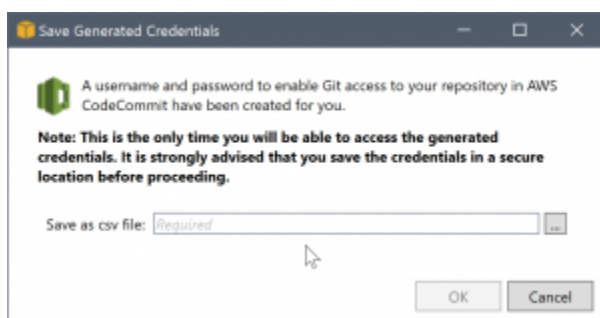 Save Generated Credentials
A username and password to enable Git access to your repository in AWS
CodeCommit have been created for you.
Note: This is the only time you will be able to access the generated
credentials. It is strongly advised that you save the credentials in a secure
location before proceeding.
Save as csv file: Required ...
OK Cancel